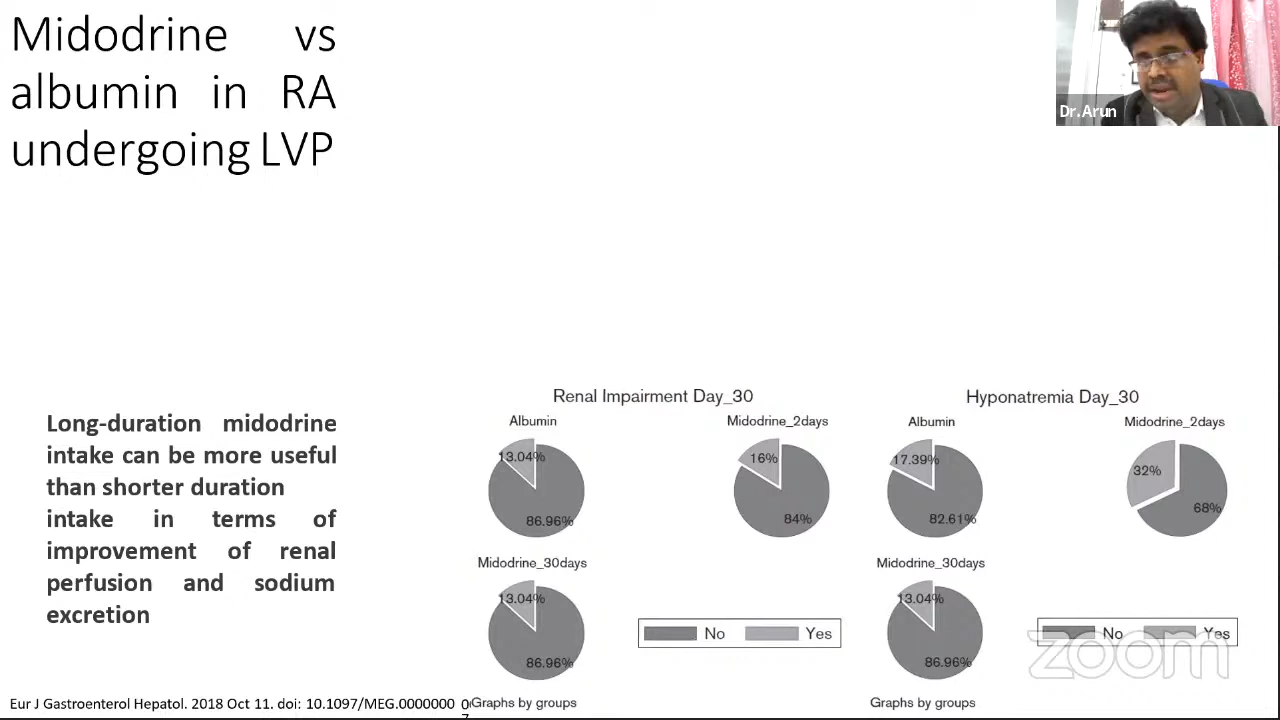 Midodrine vs
albumin in RA
undergoing LVP
Dr.Arun
Long-duration midodrine
intake can be more useful
than shorter duration
intake in terms of
improvement of renal
perfusion and sodium
excretion
Renal Impairment Day_30
Albumin
13.04%
86.96%
Midodrine_2days
16%
84%
Midodrine_30days
13.04%
86.96%
No Yes
Graphs by groups
Hyponatremia Day_30
Albumin
17.39%
82.61%
Midodrine_2days
32%
68%
Midodrine_30days
13.04%
86.96%
No Yes
Graphs by groups
zoom
Eur J Gastroenterol Hepatol. 2018 Oct 11. doi: 10.1097/MEG.0000000